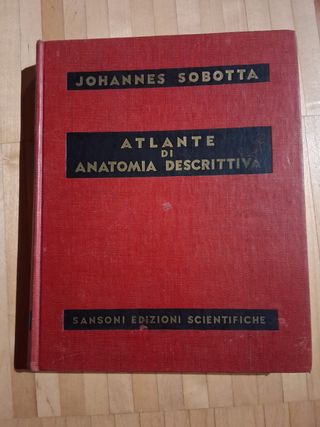 JOHANNES SOBOTTA
ATLANTE
DI
ANATOMIA DESCRITTIVA
SANSONI EDIZIONI SCIENTIFICHE